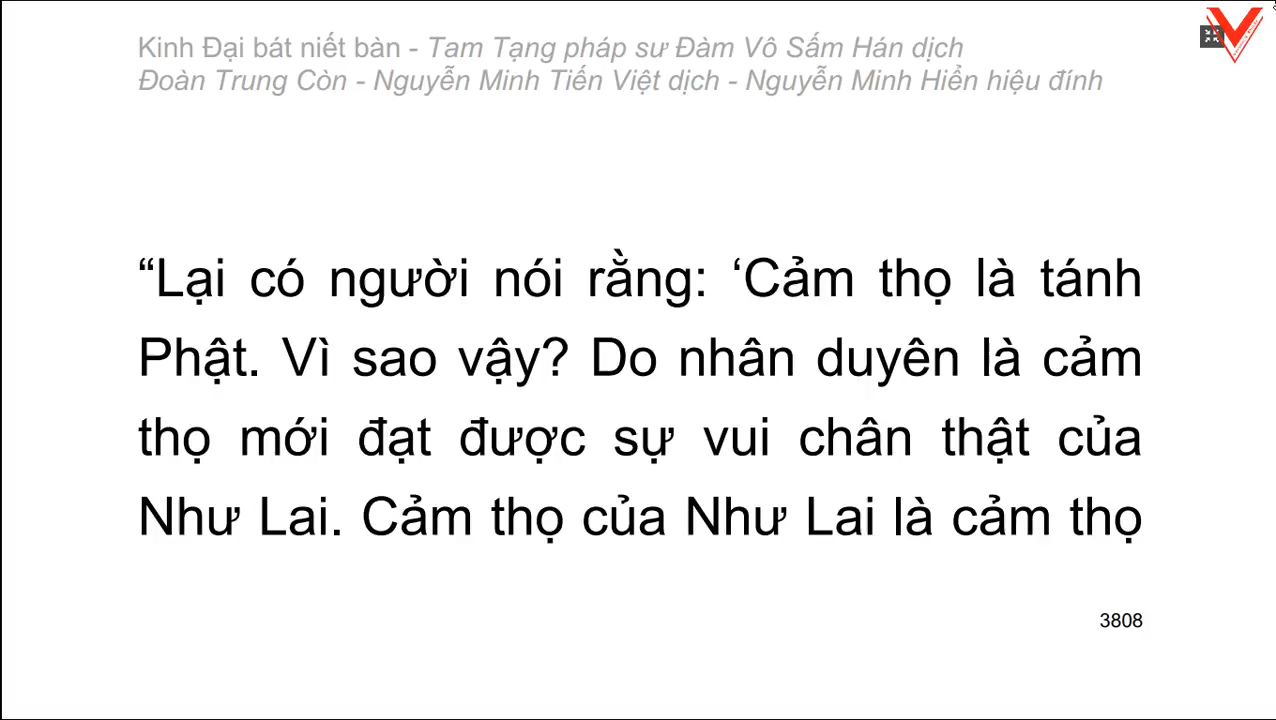 Kinh Đại bát niết bàn - Tam Tạng pháp sư Đàm Vô Sấm Hán dịch
Đoàn Trung Còn - Nguyễn Minh Tiến Việt dịch - Nguyễn Minh Hiển hiệu đính
“Lại có người nói rằng: ‘Cảm thọ là tánh
Phật. Vì sao vậy? Do nhân duyên là cảm
thọ mới đạt được sự vui chân thật của
Như Lai. Cảm thọ của Như Lai là cảm thọ
3808